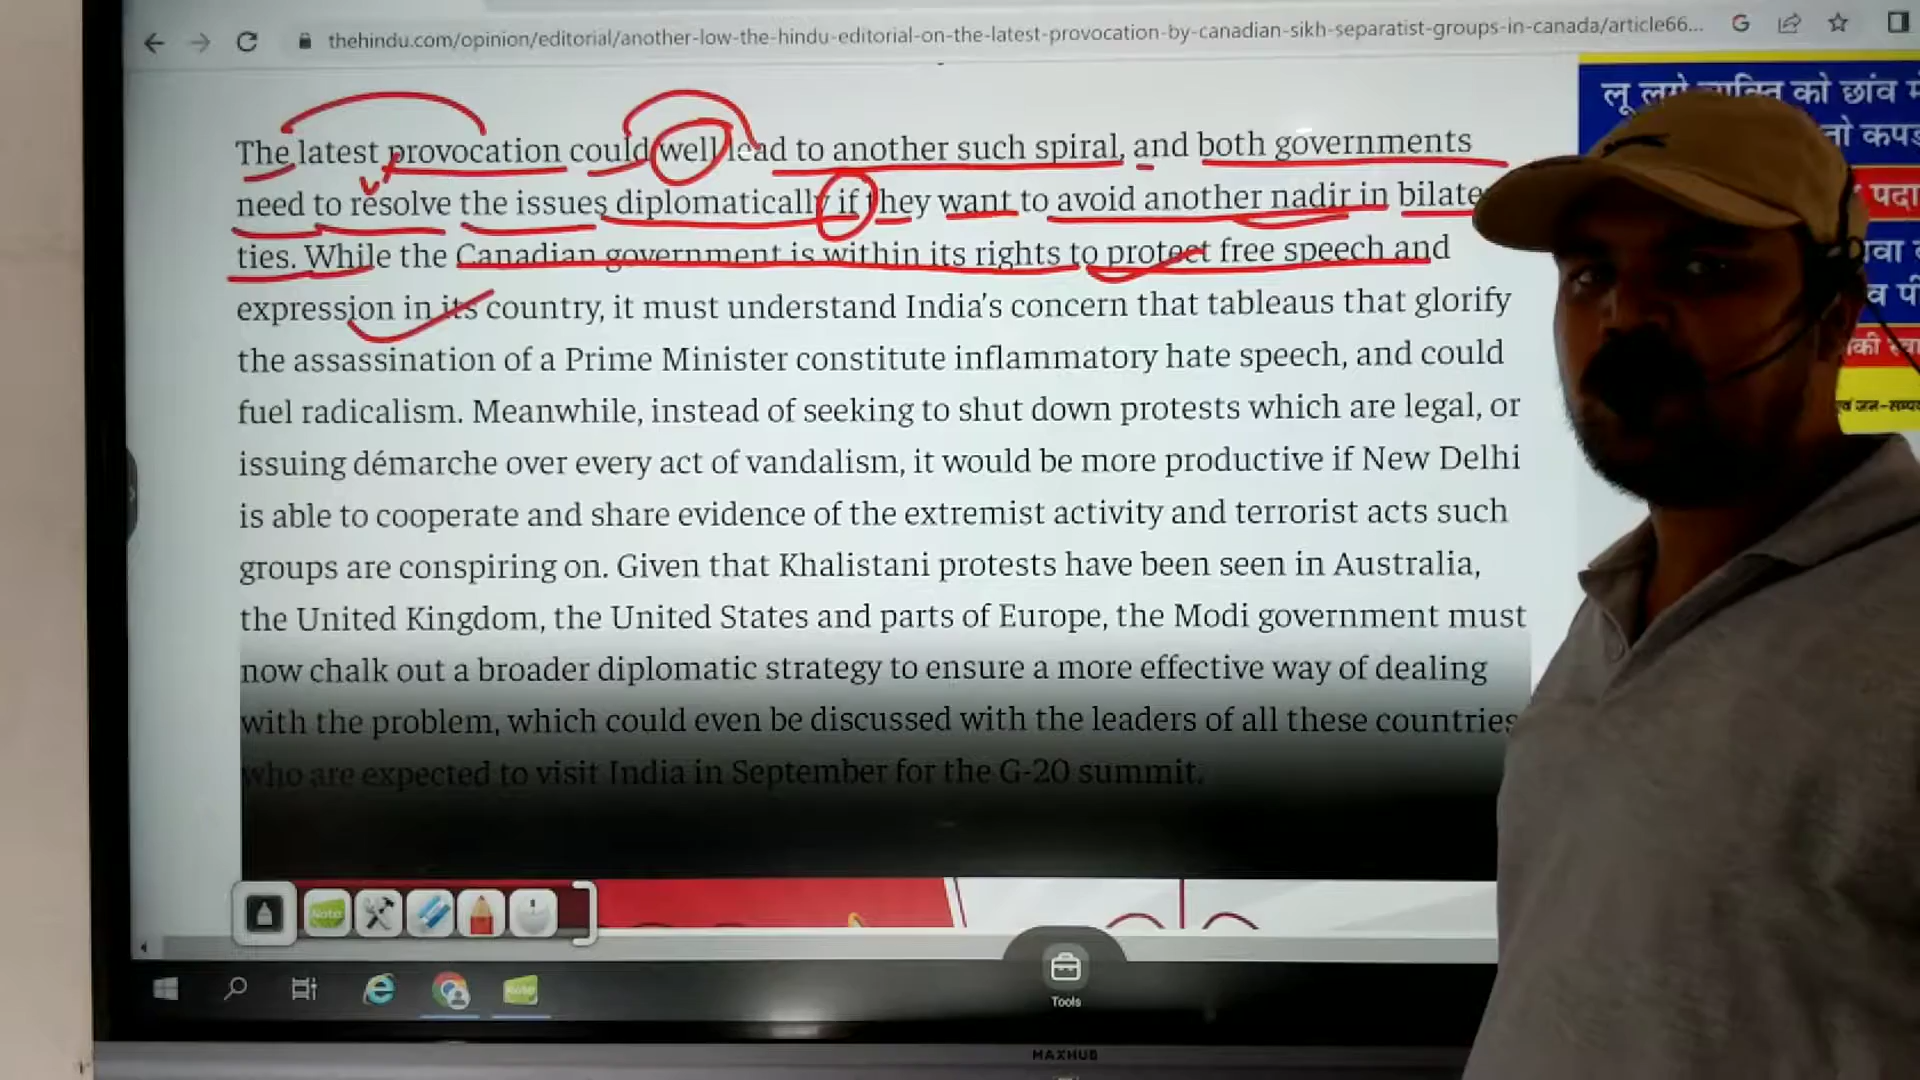 thehindu.com/opinion/editorial/another-low-the-hindu-editorial-on-the-latest-provocation-by-canadian-sikh-separatist-groups-in-canada/article66...
The latest provocation could well lead to another such spiral, and both governments
need to resolve the issues diplomatically if they want to avoid another nadir in bilate
ties. While the Canadian government is within its rights to protect free speech and
expression in its country, it must understand India's concern that tableaus that glorify
the assassination of a Prime Minister constitute inflammatory hate speech, and could
fuel radicalism. Meanwhile, instead of seeking to shut down protests which are legal, or
issuing démarche over every act of vandalism, it would be more productive if New Delhi
is able to cooperate and share evidence of the extremist activity and terrorist acts such
groups are conspiring on. Given that Khalistani protests have been seen in Australia,
the United Kingdom, the United States and parts of Europe, the Modi government must
now chalk out a broader diplomatic strategy to ensure a more effective way of dealing
with the problem, which could even be discussed with the leaders of all these countries
who are expected to visit India in September for the G-20 summit.
लू को छांव
तो कपड़
पदा
Note
Tools
MAXHUB